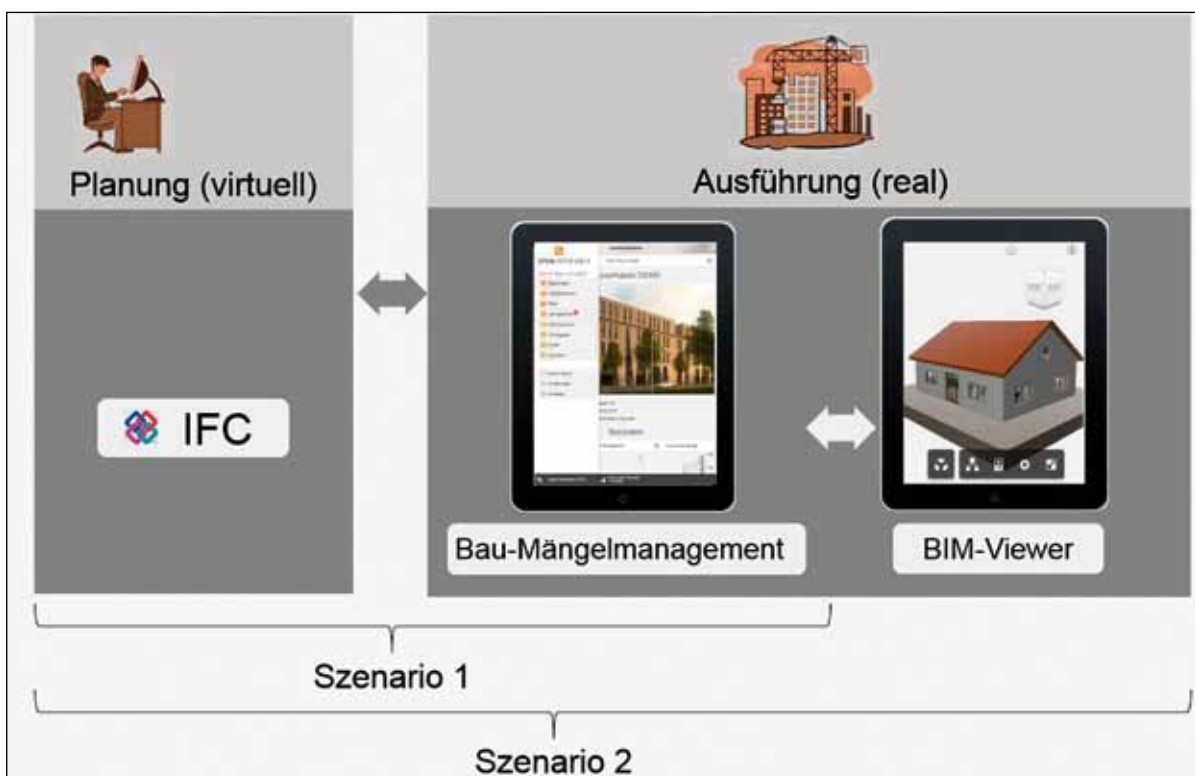 Planung (virtuell)
Ausführung (real)
IFC
Bau-Mängelmanagement
BIM-Viewer
Szenario 1
Szenario 2